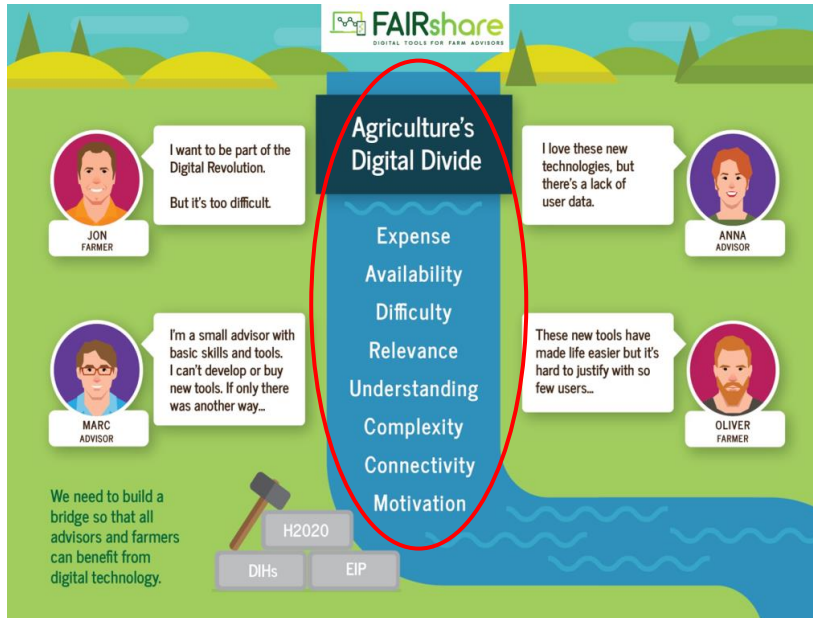 FAIRshare
DIGITAL TOOLS FOR FARM ADVISORS
Agriculture's
Digital Divide
I want to be part of the
Digital Revolution.
But it's too difficult.
JON
FARMER
I love these new
technologies, but
there's a lack of
user data.
ANNA
ADVISOR
Expense
Availability
Difficulty
Relevance
Understanding
Complexity
Connectivity
Motivation
I'm a small advisor with
basic skills and tools.
I can't develop or buy
new tools. If only there
was another way...
MARC
ADVISOR
These new tools have
made life easier but it's
hard to justify with so
few users...
OLIVER
FARMER
We need to build a
bridge so that all
advisors and farmers
can benefit from
digital technology.
H2020
DIHs
EIP